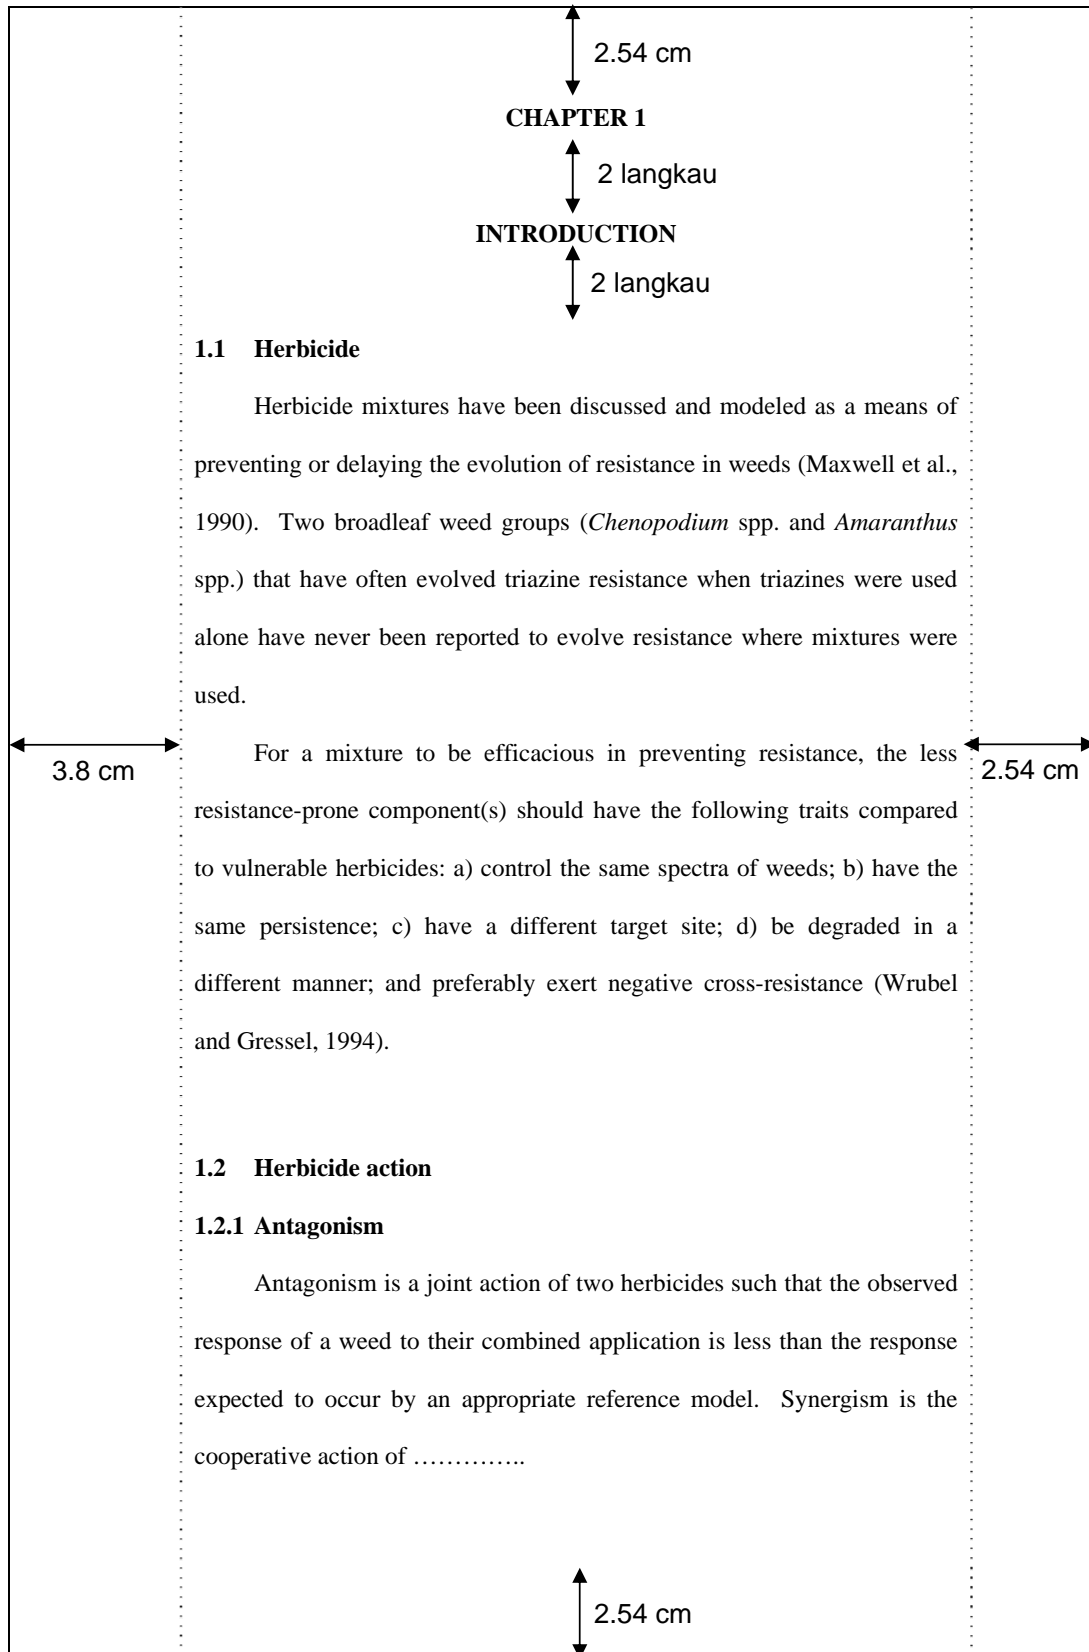 2.54 cm
CHAPTER 1
2 langkau
INTRODUCTION
2 langkau
1.1 Herbicide
Herbicide mixtures have been discussed and modeled as a means of
preventing or delaying the evolution of resistance in weeds (Maxwell et al.,
1990). Two broadleaf weed groups (Chenopodium spp. and Amaranthus
spp.) that have often evolved triazine resistance when triazines were used
alone have never been reported to evolve resistance where mixtures were
used.
For a mixture to be efficacious in preventing resistance, the less
3.8 cm
2.54 cm
resistance-prone component(s) should have the following traits compared
to vulnerable herbicides: a) control the same spectra of weeds; b) have the
same persistence; c) have a different target site; d) be degraded in a
different manner; and preferably exert negative cross-resistance (Wrubel
and Gressel, 1994).
1.2 Herbicide action
1.2.1 Antagonism
Antagonism is a joint action of two herbicides such that the observed
response of a weed to their combined application is less than the response
expected to occur by an appropriate reference model. Synergism is the
cooperative action of …………..
2.54 cm